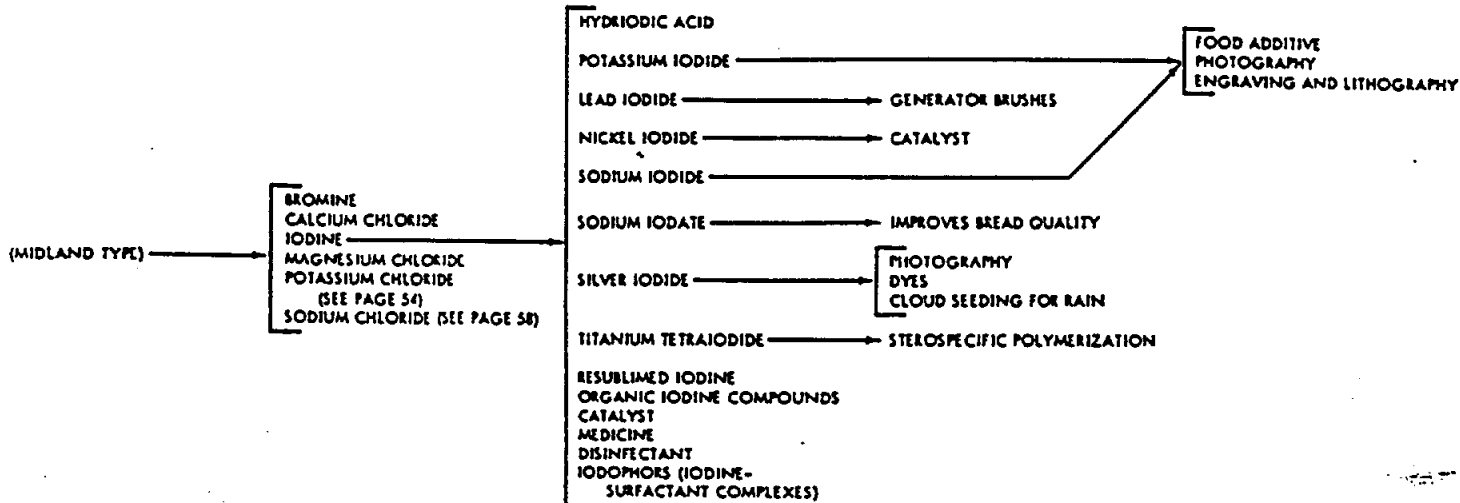 (MIDLAND TYPE)
BROMINE
CALCIUM CHLORIDE
IODINE
MAGNESIUM CHLORIDE
POTASSIUM CHLORIDE
(SEE PAGE 54)
SODIUM CHLORIDE (SEE PAGE 58)
HYDRIODIC ACID
POTASSIUM IODIDE
LEAD IODIDE
GENERATOR BRUSHES
NICKEL IODIDE
CATALYST
SODIUM IODIDE
FOOD ADDITIVE
PHOTOGRAPHY
ENGRAVING AND LITHOGRAPHY
SODIUM IODATE
IMPROVES BREAD QUALITY
SILVER IODIDE
PHOTOGRAPHY
DYES
CLOUD SEEDING FOR RAIN
TITANIUM TETRAIODIDE
STEROSPECIFIC POLYMERIZATION
RESUBLIMED IODINE
ORGANIC IODINE COMPOUNDS
CATALYST
MEDICINE
DISINFECTANT
IODOPHORS (IODINE-
SURFACTANT COMPLEXES)